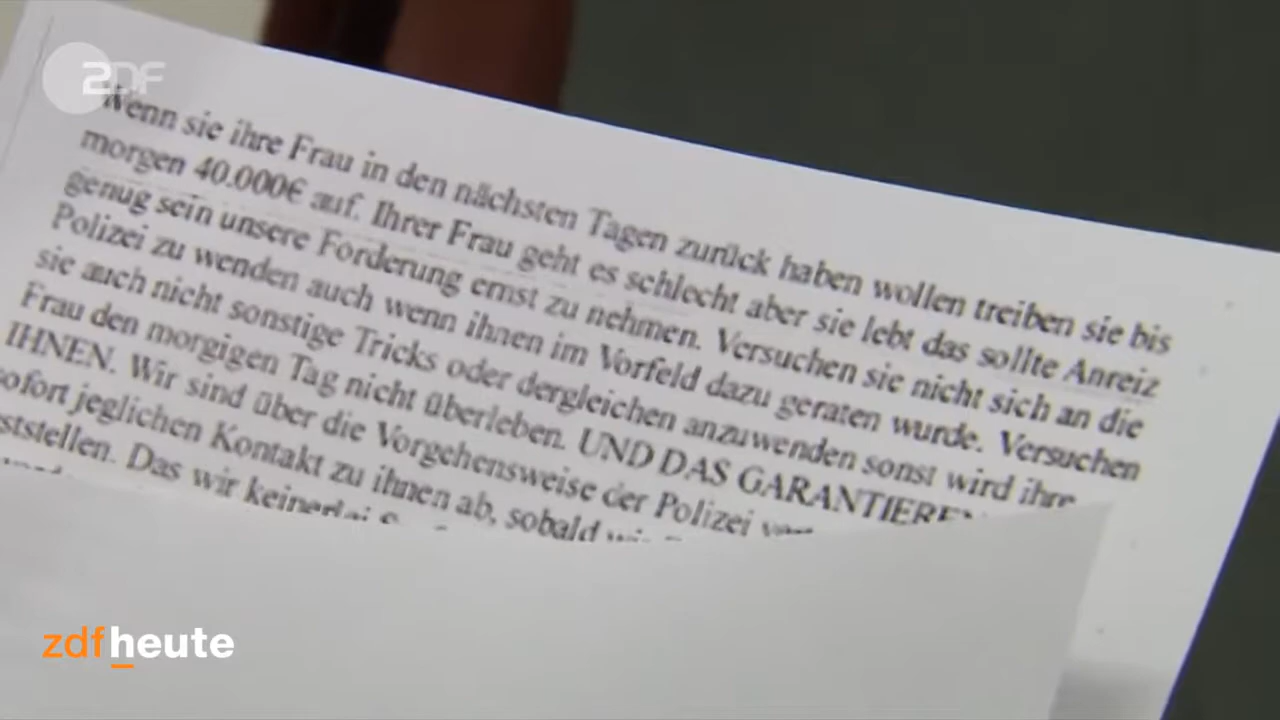 ZDF
Wenn sie ihre Frau in den nächsten Tagen zurück haben wollen treiben sie bis
morgen 40.000€ auf. Ihrer Frau geht es schlecht aber sie lebt das sollte Anreiz
genug sein unsere Forderung ernst zu nehmen. Versuchen sie nicht sich an die
Polizei zu wenden auch wenn ihnen im Vorfeld dazu geraten wurde. Versuchen
sie auch nicht sonstige Tricks oder dergleichen anzuwenden sonst wird ihre
Frau den morgigen Tag nicht überleben. UND DAS GARANTIEREN
IHNEN. Wir sind über die Vorgehensweise der Polizei
sofort jeglichen Kontakt zu ihnen ab, sobald wir
ststellen. Das wir keinerlei
zdfheute